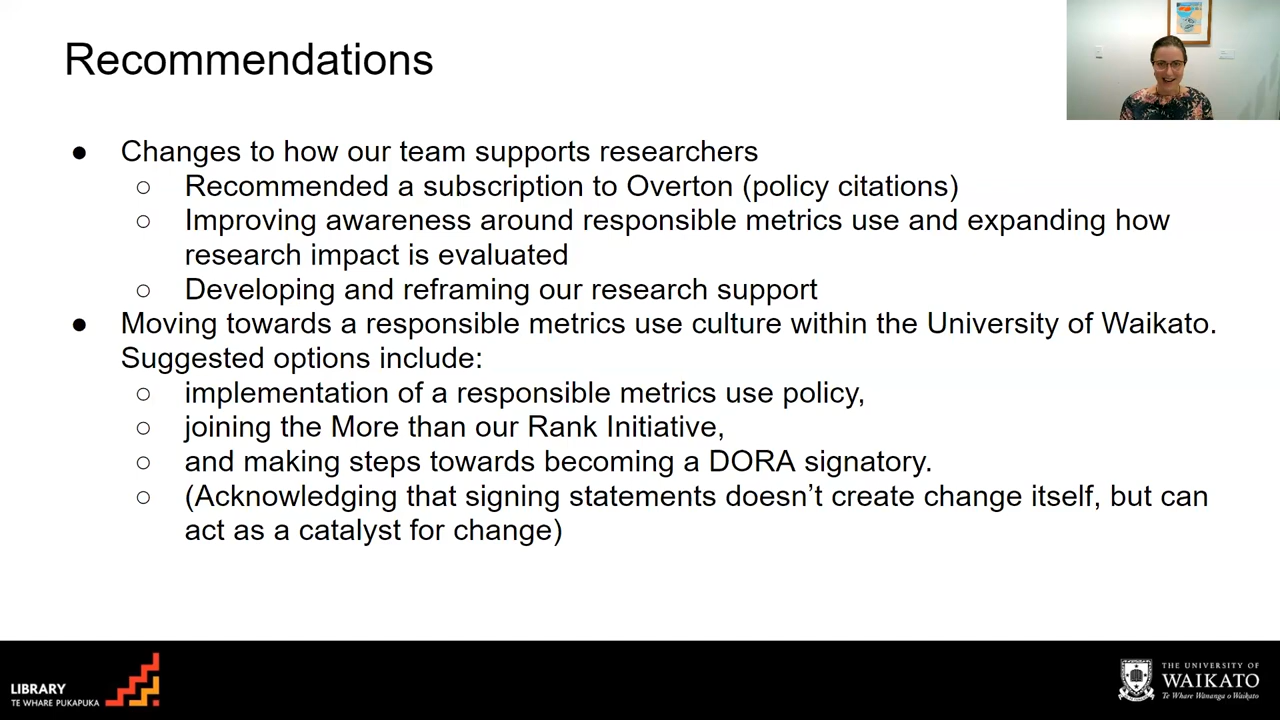 Recommendations
● Changes to how our team supports researchers
○ Recommended a subscription to Overton (policy citations)
○ Improving awareness around responsible metrics use and expanding how
research impact is evaluated
○ Developing and reframing our research support
● Moving towards a responsible metrics use culture within the University of Waikato.
Suggested options include:
○ implementation of a responsible metrics use policy,
○ joining the More than our Rank Initiative,
○ and making steps towards becoming a DORA signatory.
○ (Acknowledging that signing statements doesn’t create change itself, but can
act as a catalyst for change)
LIBRARY
TE WHARE PUKAPUKA
THE UNIVERSITY OF
WAIKATO
Te Whare Wānanga o Waikato